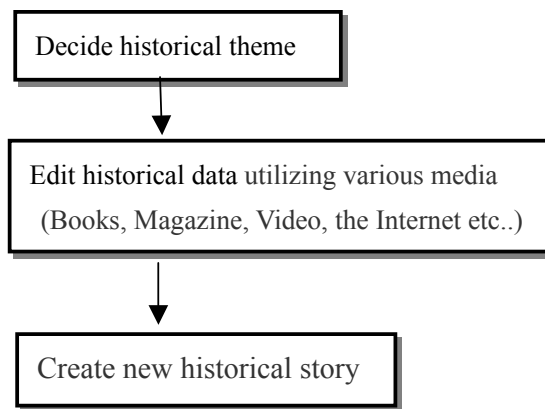 Decide historical theme
Edit historical data utilizing various media
(Books, Magazine, Video, the Internet etc..)
Create new historical story